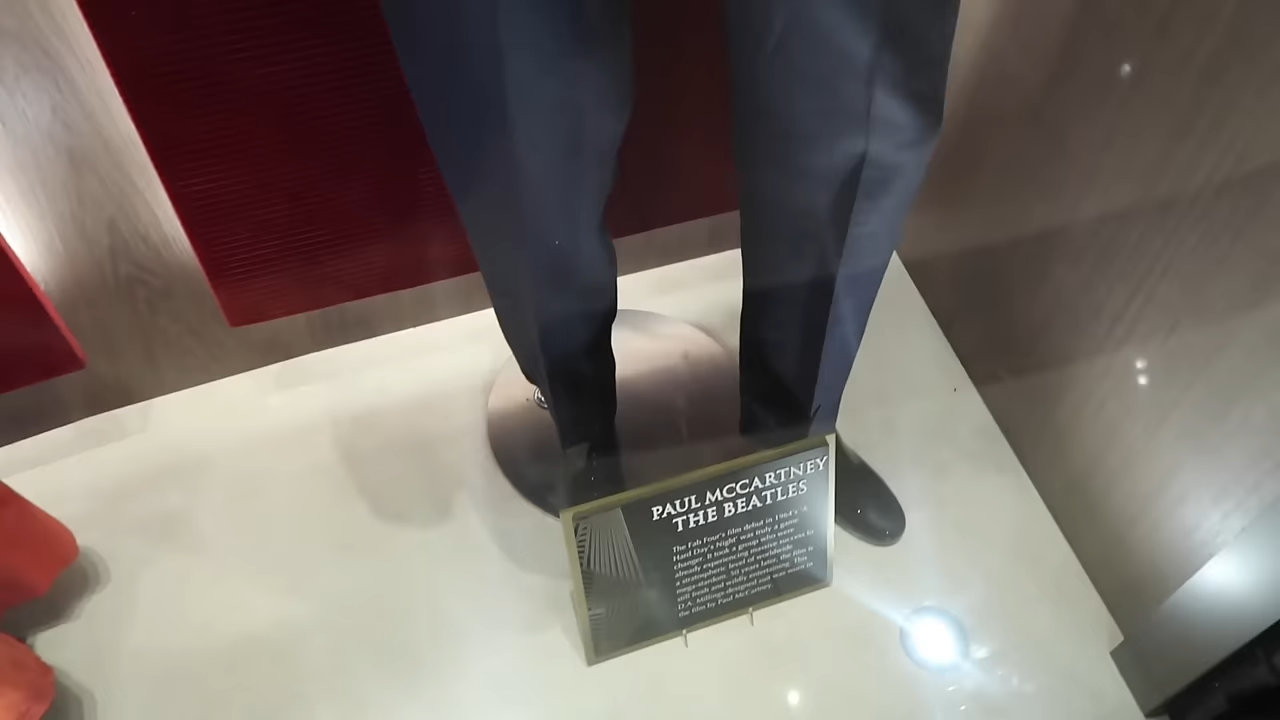 PAUL MCCARTNEY
THE BEATLES
The Fab Four's film debut in 1964's 'A
Hard Day's Night' was truly a game
changer. It took a group who were
already experiencing massive success to
a stratospheric level of worldwide
mega-stardom. 50 years later, the film is
still fresh and wildly entertaining. This
D.A. Millings-designed suit was worn in
the film by Paul McCartney.